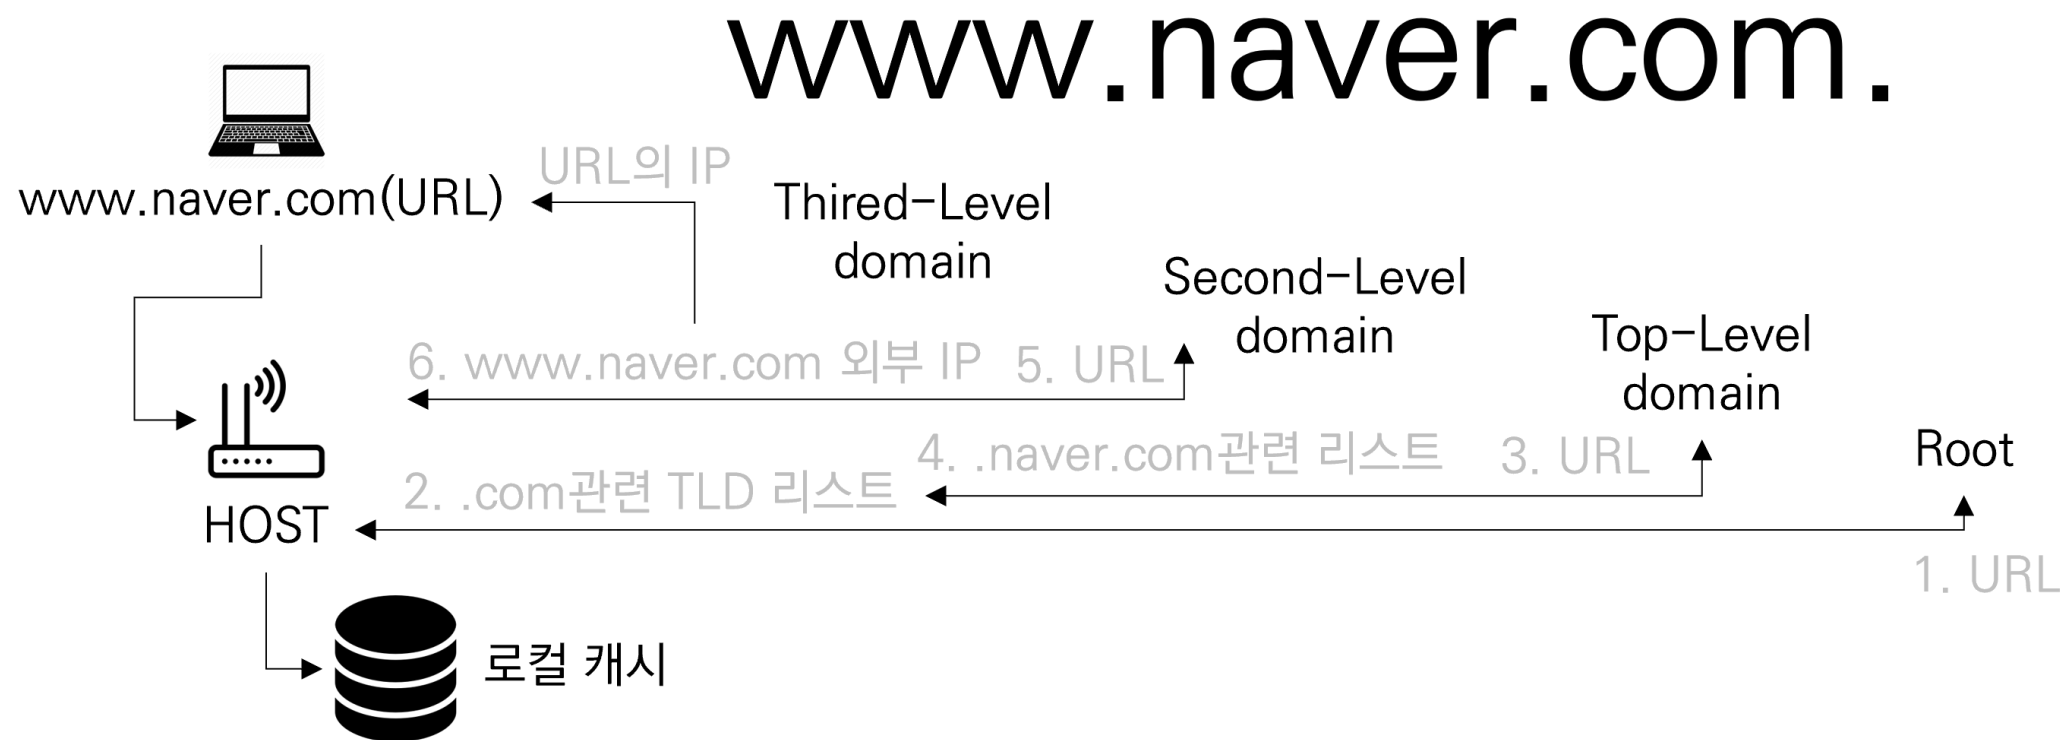 www.naver.com.
URL의 IP
www.naver.com(URL)
Thired-Level
domain
Second-Level
domain
Top-Level
domain
6. www.naver.com 외부 IP
5. URL
Root
4. .naver.com관련 리스트
3. URL
2. .com관련 TLD 리스트
HOST
1. URL
로컬 캐시